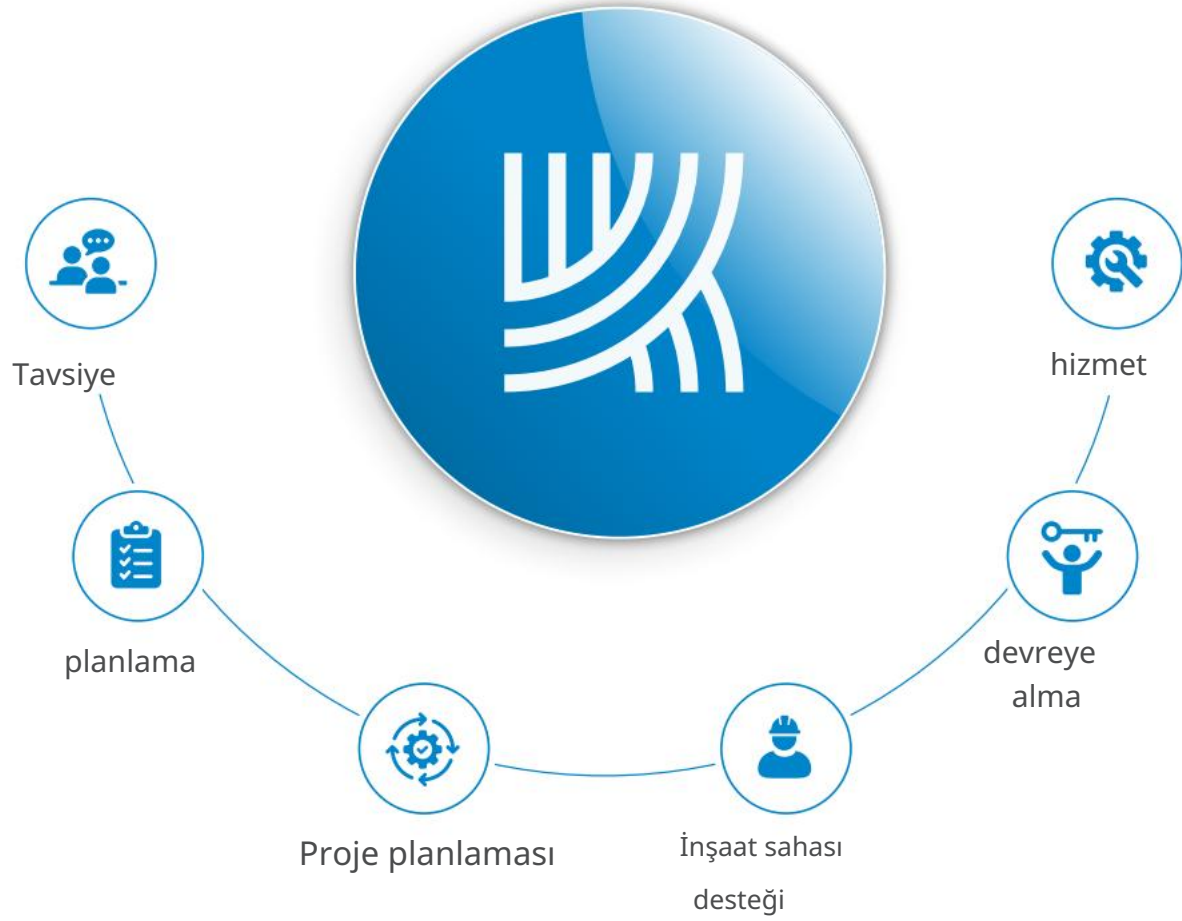 Tavsiye
planlama
Proje planlaması
İnşaat sahası
desteği
devreye
alma
hizmet